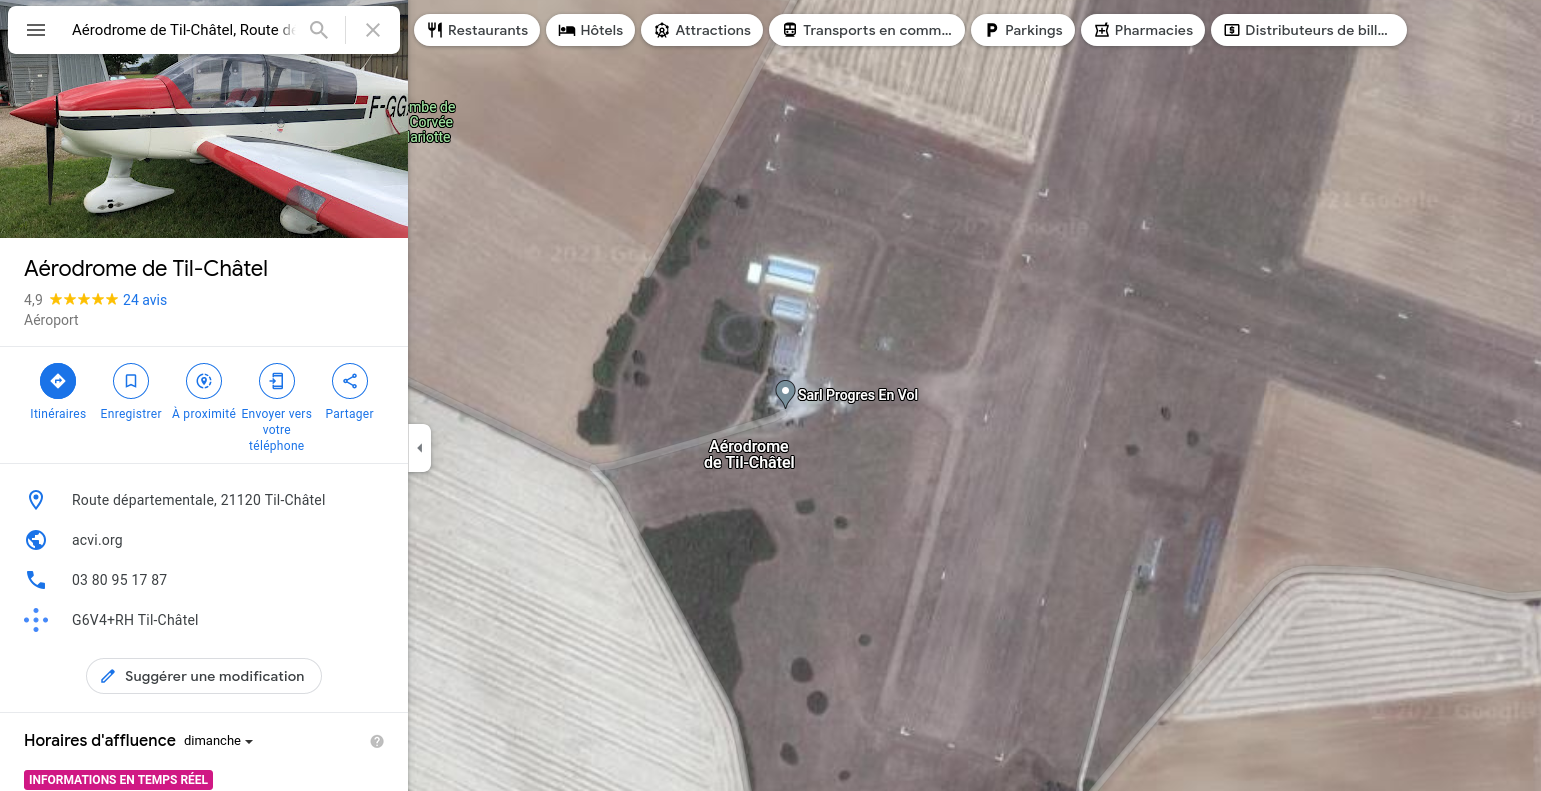 Aérodrome de Til-Châtel, Route de
Restaurants
Hôtels
Attractions
Transports en comm...
Parkings
Pharmacies
Distributeurs de bill...
F-GG
mbe de
Corvée
lariotte
© 2021 Google
2021 Google
2021 Google
Aérodrome de Til-Châtel
4,9
24 avis
Aéroport
Itinéraires
Enregistrer
À proximité
Envoyer vers
votre
téléphone
Partager
Sarl Progres En Vol
Aérodrome
de Til-Châtel
Route départementale, 21120 Til-Châtel
acvi.org
03 80 95 17 87
G6V4+RH Til-Châtel
Suggérer une modification
© 2021 Google
Horaires d'affluence dimanche
INFORMATIONS EN TEMPS RÉEL